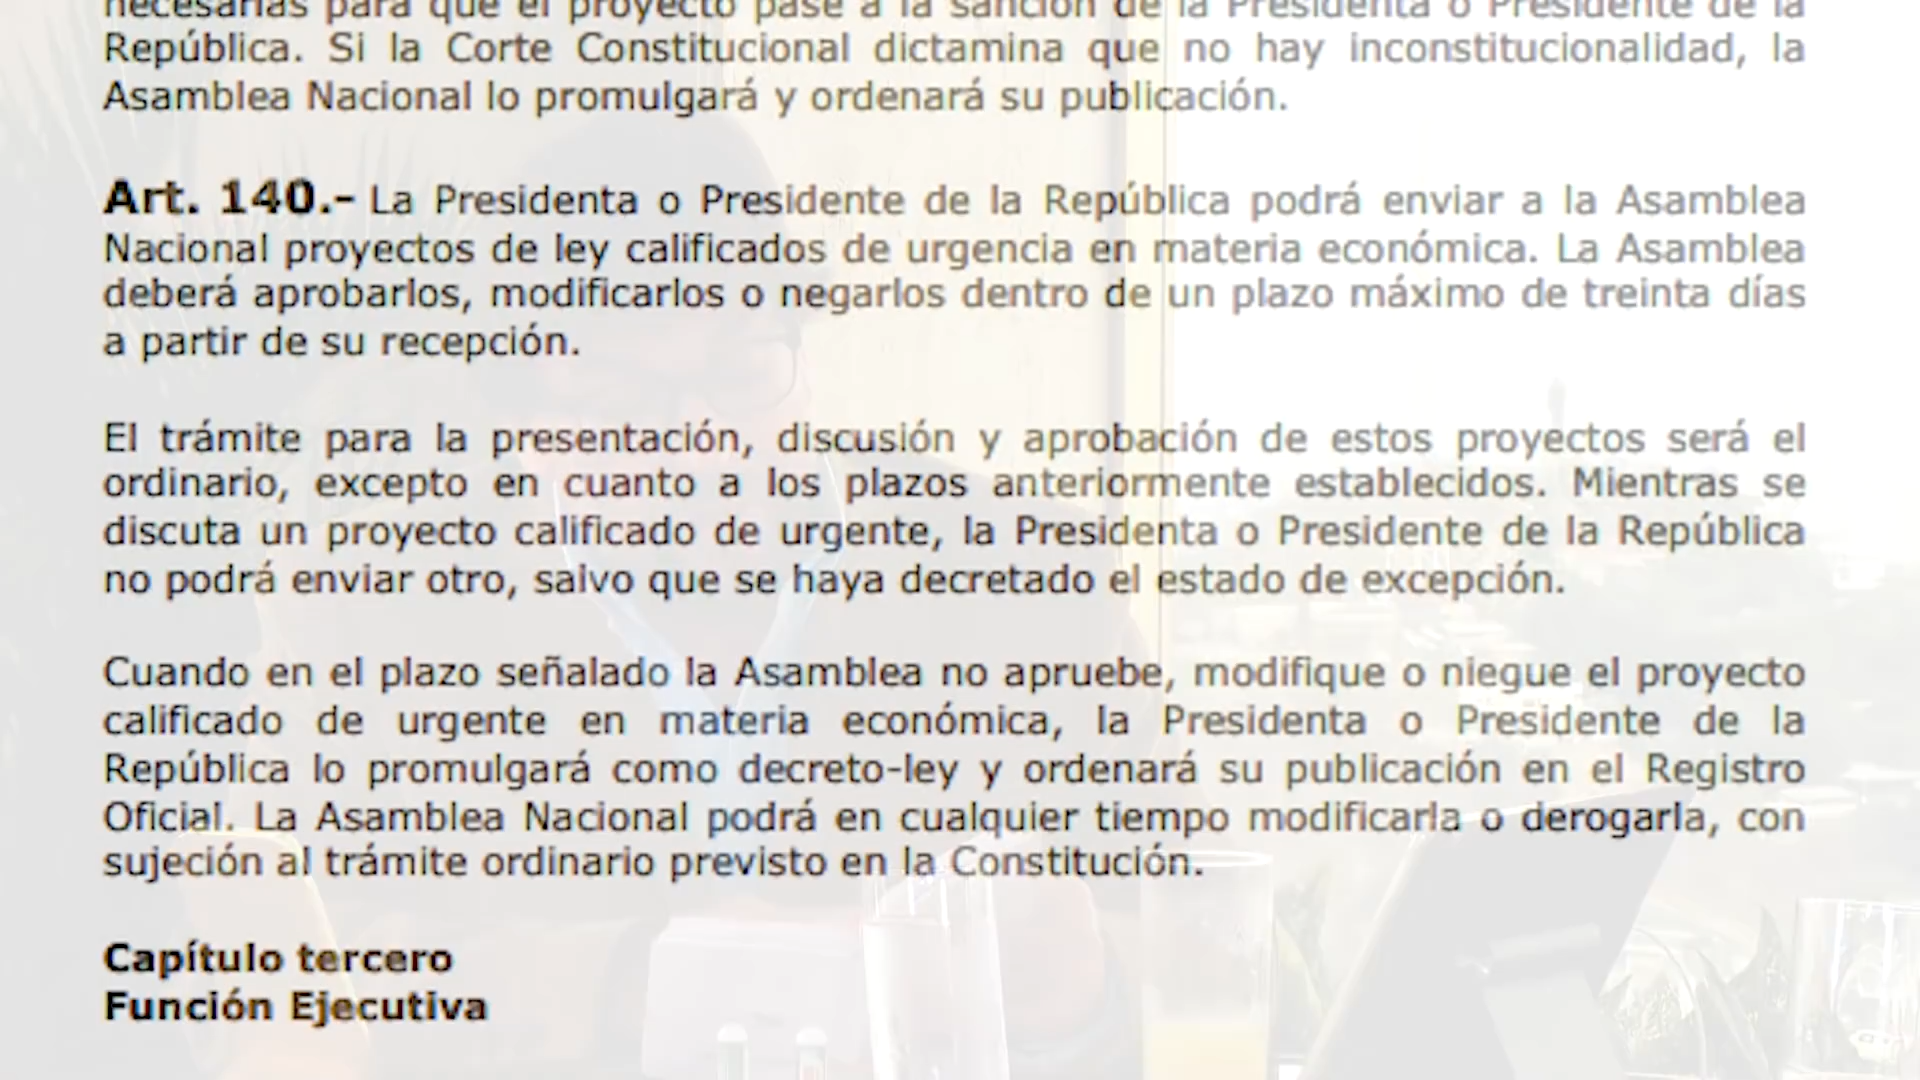 necesarias para que el proyecto pase a la sanción de la Presidenta o Presidente de la
República. Si la Corte Constitucional dictamina que no hay inconstitucionalidad, la
Asamblea Nacional lo promulgará y ordenará su publicación.
Art. 140.- La Presidenta o Presidente de la República podrá enviar a la Asamblea
Nacional proyectos de ley calificados de urgencia en materia económica. La Asamblea
deberá aprobarlos, modificarlos o negarlos dentro de un plazo máximo de treinta días
a partir de su recepción.
El trámite para la presentación, discusión y aprobación de estos proyectos será el
ordinario, excepto en cuanto a los plazos anteriormente establecidos. Mientras se
discuta un proyecto calificado de urgente, la Presidenta o Presidente de la República
no podrá enviar otro, salvo que se haya decretado el estado de excepción.
Cuando en el plazo señalado la Asamblea no apruebe, modifique o niegue el proyecto
calificado de urgente en materia económica, la Presidenta o Presidente de la
República lo promulgará como decreto-ley y ordenará su publicación en el Registro
Oficial. La Asamblea Nacional podrá en cualquier tiempo modificarla o derogarla, con
sujeción al trámite ordinario previsto en la Constitución.
Capítulo tercero
Función Ejecutiva